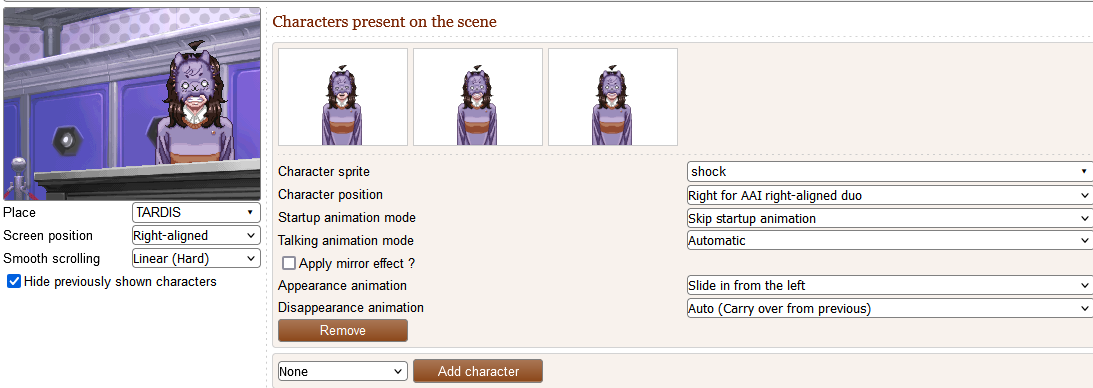 Characters present on the scene
Character sprite
shock
Character position
Right for AAI right-aligned duo
Startup animation mode
Skip startup animation
Talking animation mode
Automatic
Apply mirror effect ?
Appearance animation
Slide in from the left
Disappearance animation
Auto (Carry over from previous)
Remove
None
Add character
Place
TARDIS
Screen position
Right-aligned
Smooth scrolling
Linear (Hard)
Hide previously shown characters